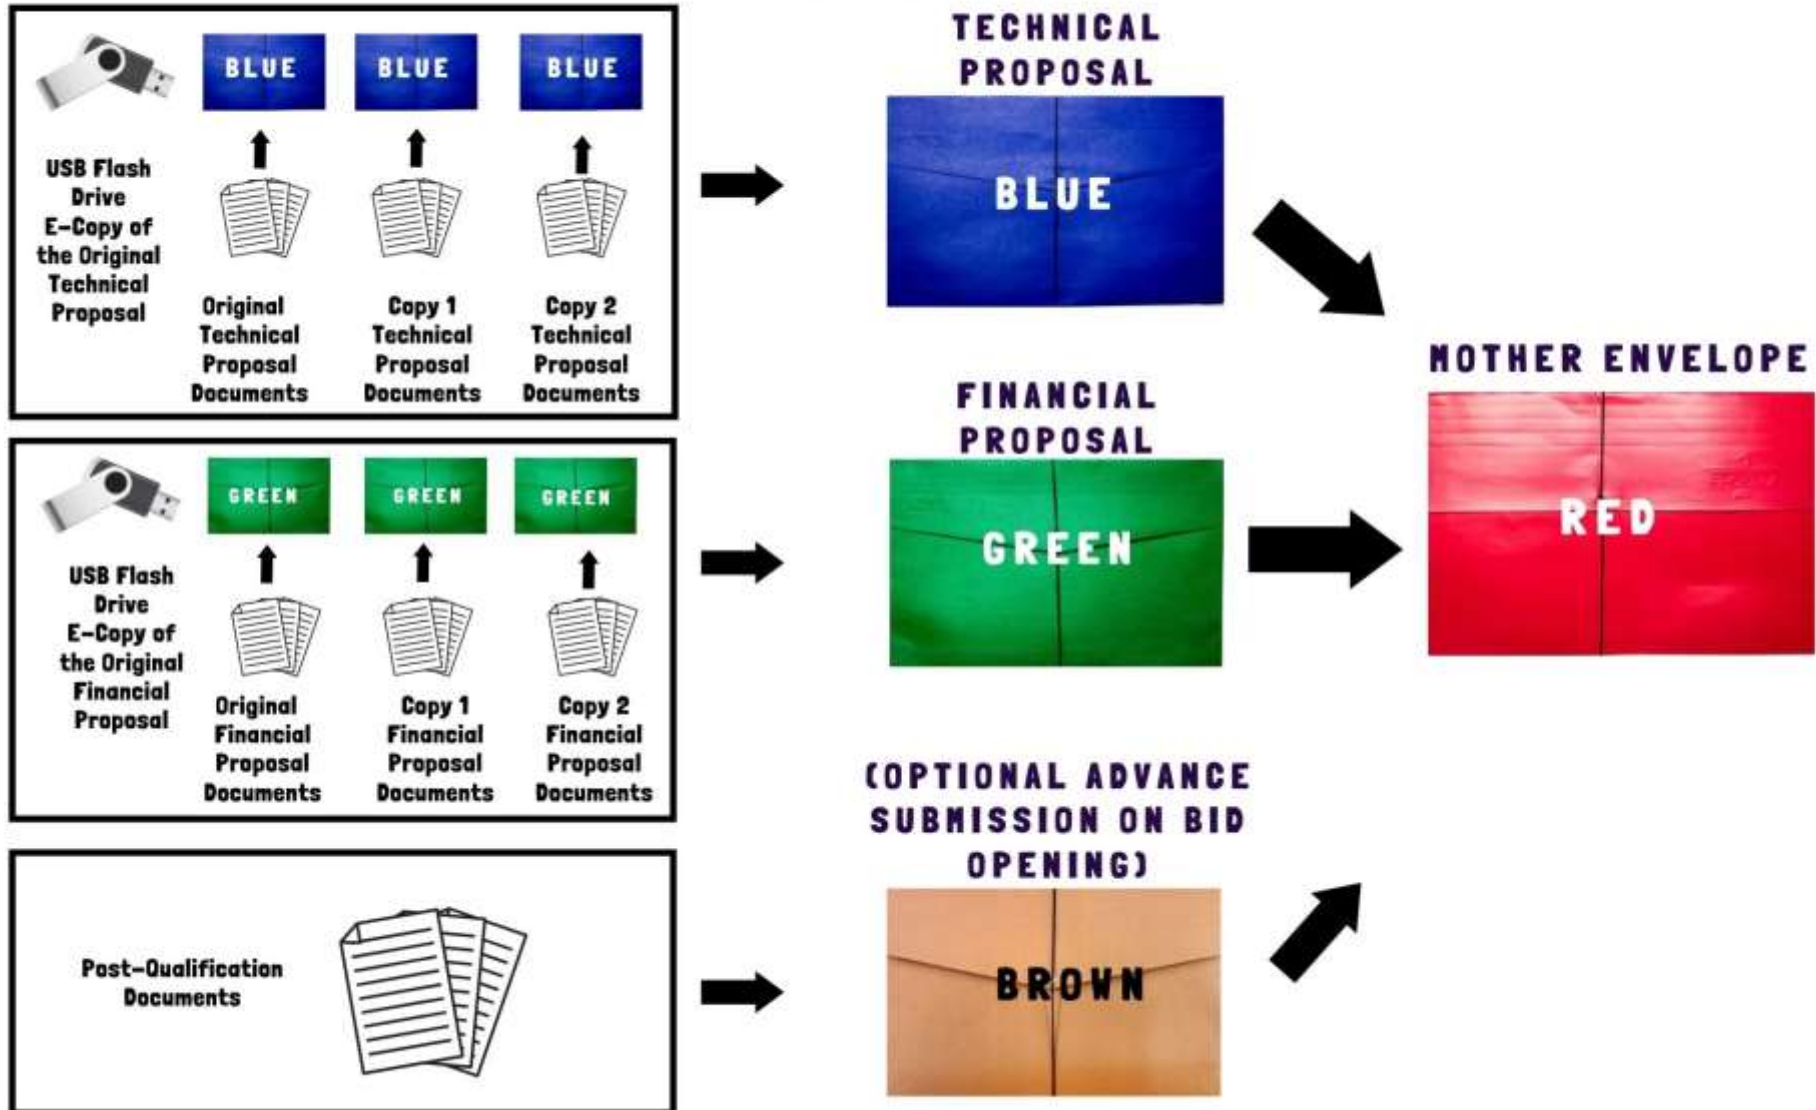 BLUE
BLUE
BLUE
USB Flash
Drive
E-Copy of
the Original
Technical
Proposal
Original
Technical
Proposal
Documents
Copy 1
Technical
Proposal
Documents
Copy 2
Technical
Proposal
Documents
TECHNICAL
PROPOSAL
BLUE
GREEN
GREEN
GREEN
USB Flash
Drive
E-Copy of
the Original
Financial
Proposal
Original
Financial
Proposal
Documents
Copy 1
Financial
Proposal
Documents
Copy 2
Financial
Proposal
Documents
FINANCIAL
PROPOSAL
GREEN
MOTHER ENVELOPE
RED
Post-Qualification
Documents
(OPTIONAL ADVANCE
SUBMISSION ON BID
OPENING)
BROWN